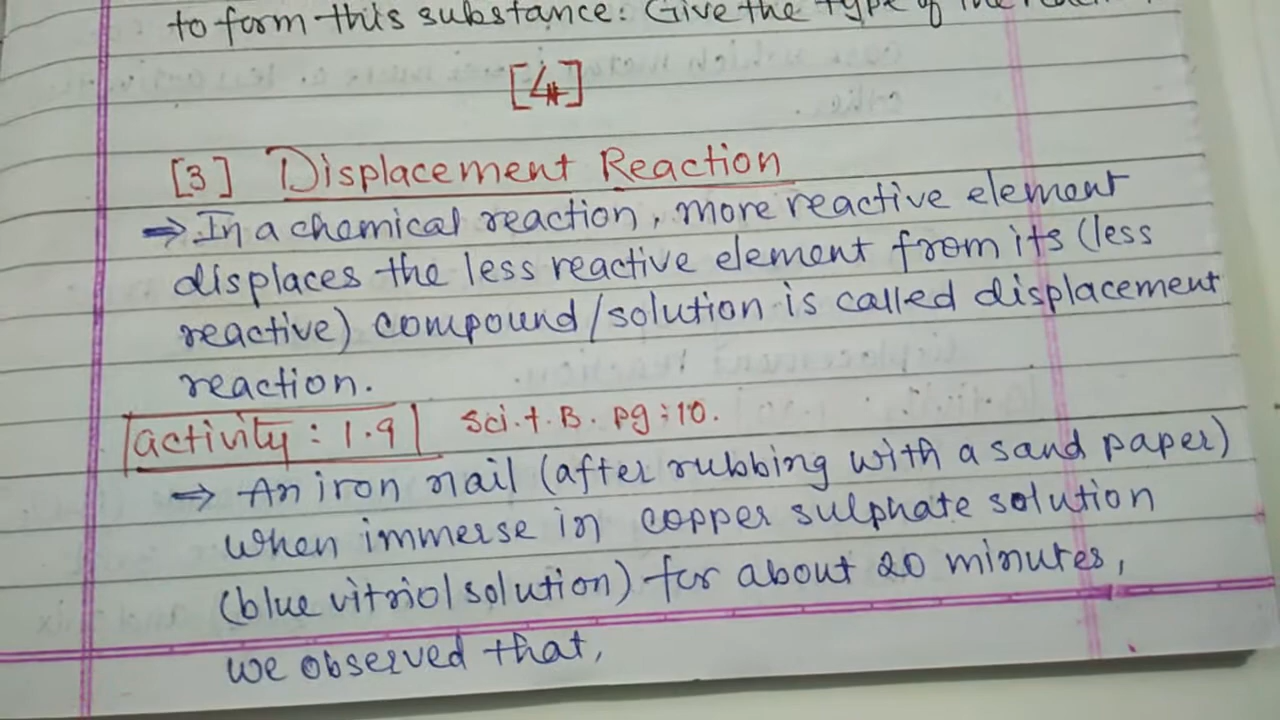 to form this substance. Give the type of
[4]
[3] Displacement Reaction
⇒ In a chemical reaction, more reactive element
displaces the less reactive element from its (less
reactive) compound/solution is called displacement
reaction.
activity : 1.9 Sci. t. B. pg : 10.
⇒ An iron nail (after rubbing with a sand paper)
when immerse in copper sulphate solution
(blue vitriol solution) for about 20 minutes,
we observed that,